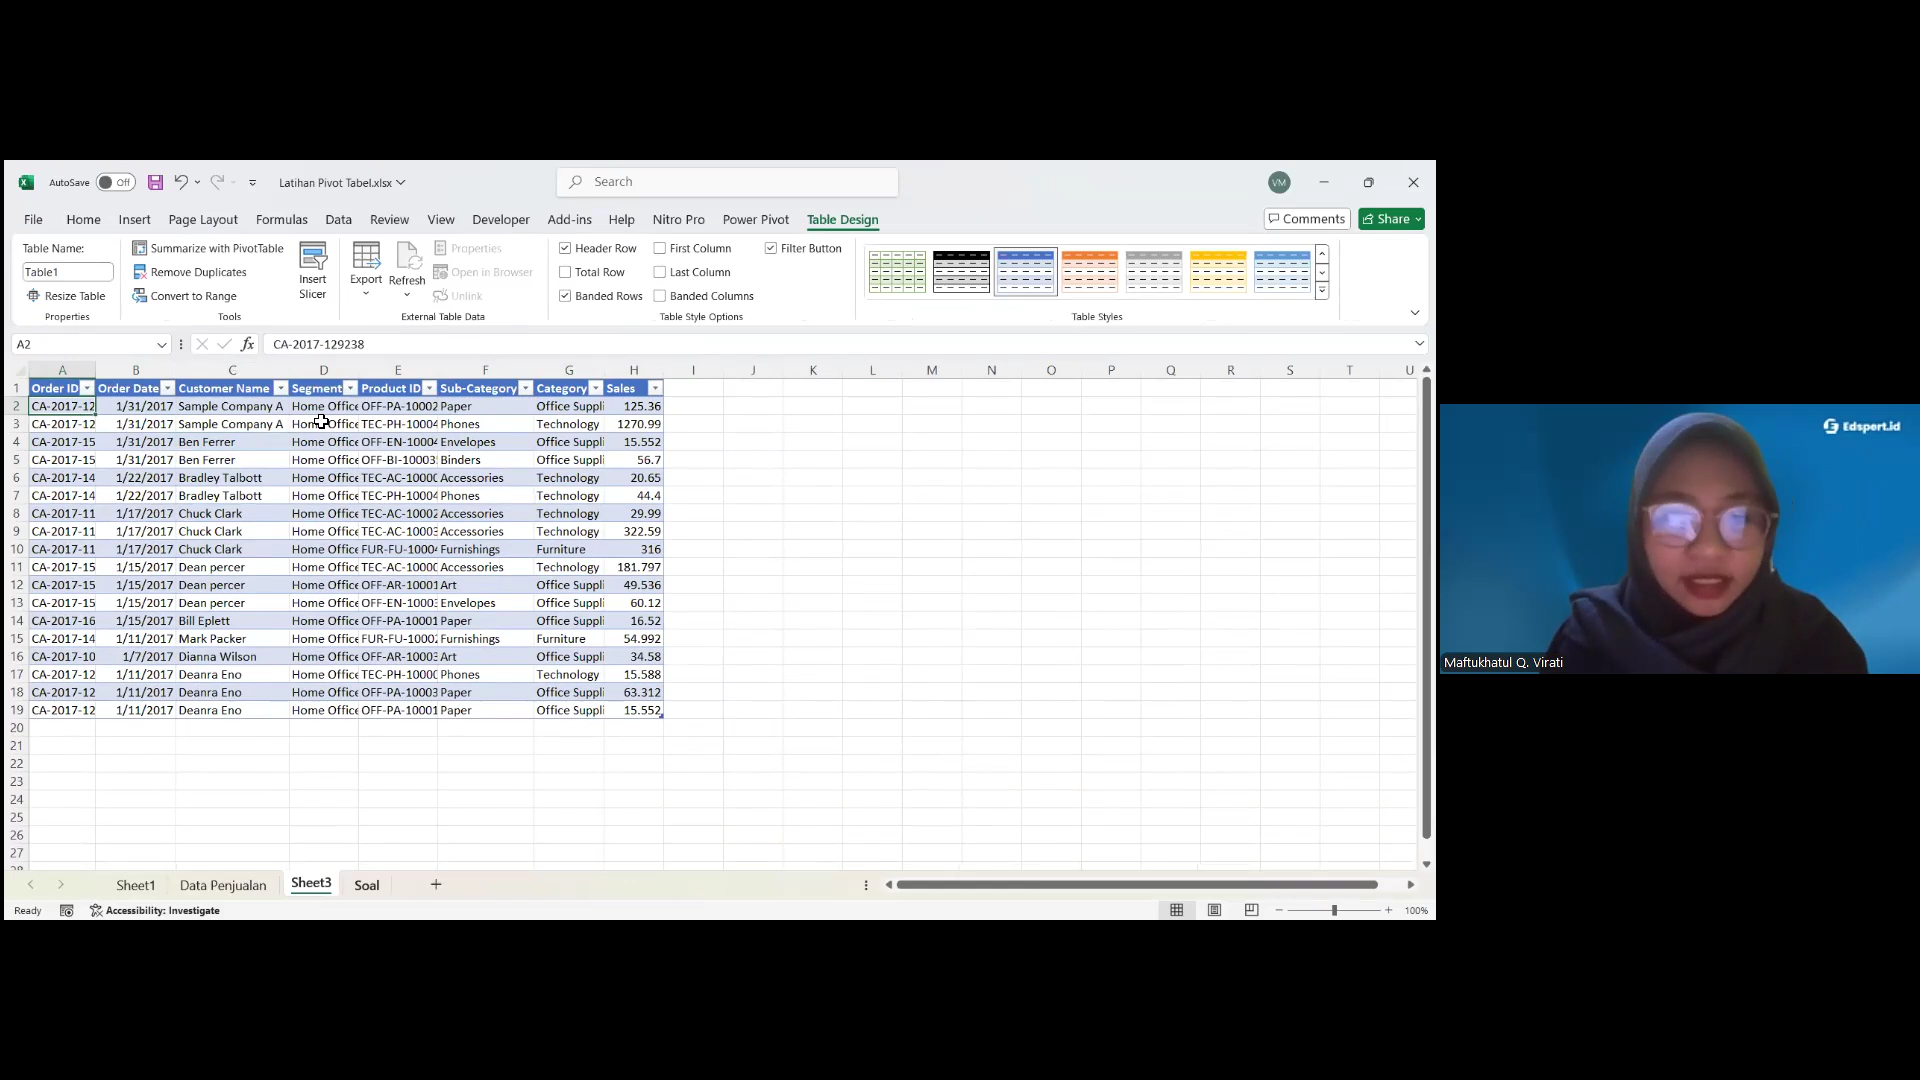 AutoSave Off Latihan Pivot Tabel.xlsx Search VM
File Home Insert Page Layout Formulas Data Review View Developer Add-ins Help Nitro Pro Power Pivot Table Design Comments Share
Table Name: Summarize with PivotTable Properties Header Row First Column Filter Button
Table1 Remove Duplicates Insert Slicer Export Refresh Open in Browser Total Row Last Column
Resize Table Convert to Range Unlink Banded Rows Banded Columns
Properties Tools External Table Data Table Style Options Table Styles
A2 fx CA-2017-129238
A B C D E F G H I J K L M N O P Q R S T U
1 Order ID Order Date Customer Name Segment Product ID Sub-Category Category Sales
2 CA-2017-12 1/31/2017 Sample Company A Home Office OFF-PA-10002 Paper Office Suppli 125.36
3 CA-2017-12 1/31/2017 Sample Company A Home Office TEC-PH-10004 Phones Technology 1270.99
4 CA-2017-15 1/31/2017 Ben Ferrer Home Office OFF-EN-10004 Envelopes Office Suppli 15.552
5 CA-2017-15 1/31/2017 Ben Ferrer Home Office OFF-BI-10003 Binders Office Suppli 56.7
6 CA-2017-14 1/22/2017 Bradley Talbott Home Office TEC-AC-1000 Accessories Technology 20.65
7 CA-2017-14 1/22/2017 Bradley Talbott Home Office TEC-PH-10004 Phones Technology 44.4
8 CA-2017-11 1/17/2017 Chuck Clark Home Office TEC-AC-10002 Accessories Technology 29.99
9 CA-2017-11 1/17/2017 Chuck Clark Home Office TEC-AC-10003 Accessories Technology 322.59
10 CA-2017-11 1/17/2017 Chuck Clark Home Office FUR-FU-10004 Furnishings Furniture 316
11 CA-2017-15 1/15/2017 Dean percer Home Office TEC-AC-1000 Accessories Technology 181.797
12 CA-2017-15 1/15/2017 Dean percer Home Office OFF-AR-10001 Art Office Suppli 49.536
13 CA-2017-15 1/15/2017 Dean percer Home Office OFF-EN-10003 Envelopes Office Suppli 60.12
14 CA-2017-16 1/15/2017 Bill Eplett Home Office OFF-PA-10001 Paper Office Suppli 16.52
15 CA-2017-14 1/11/2017 Mark Packer Home Office FUR-FU-10002 Furnishings Furniture 54.992
16 CA-2017-10 1/7/2017 Dianna Wilson Home Office OFF-AR-10003 Art Office Suppli 34.58
17 CA-2017-12 1/11/2017 Deanra Eno Home Office TEC-PH-1000 Phones Technology 15.588
18 CA-2017-12 1/11/2017 Deanra Eno Home Office OFF-PA-10003 Paper Office Suppli 63.312
19 CA-2017-12 1/11/2017 Deanra Eno Home Office OFF-PA-10001 Paper Office Suppli 15.552
20
21
22
23
24
25
26
27
Sheet1 Data Penjualan Sheet3 Soal
Ready Accessibility: Investigate 100%
Edspert.id
Maftukhatul Q. Virati